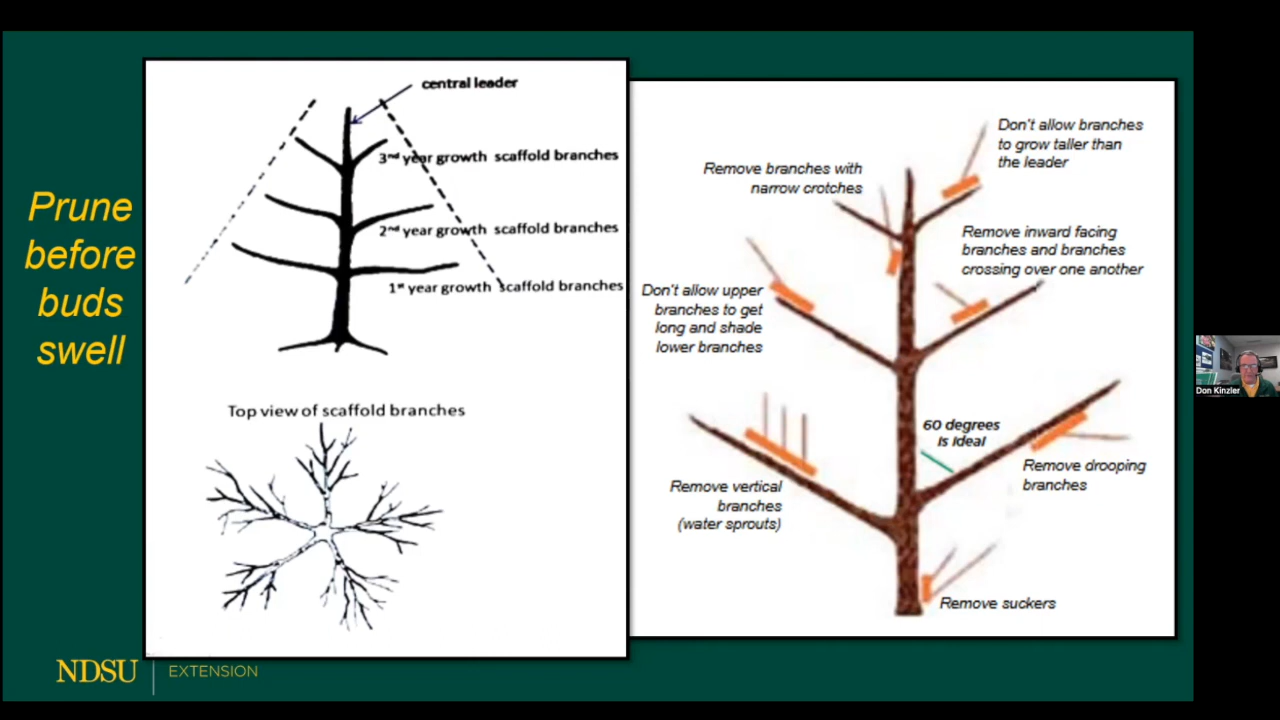 Prune
before
buds
swell
central leader
3nd year growth scaffold branches
2nd year growth scaffold branches
1st year growth scaffold branches
Top view of scaffold branches
Don't allow branches
to grow taller than
the leader
Remove branches with
narrow crotches
Remove inward facing
branches and branches
crossing over one another
Don't allow upper
branches to get
long and shade
lower branches
60 degrees
is ideal
Remove drooping
branches
Remove vertical
branches
(water sprouts)
Remove suckers
NDSU EXTENSION
Don Kinzler